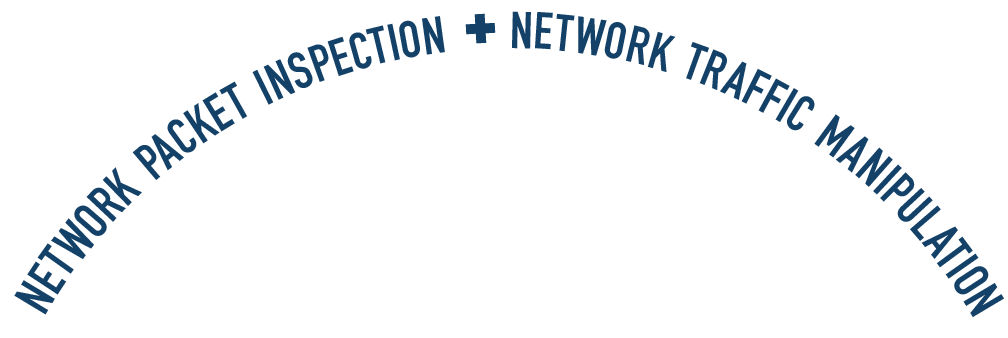 NETWORK PACKET INSPECTION + NETWORK TRAFFIC MANIPULATION